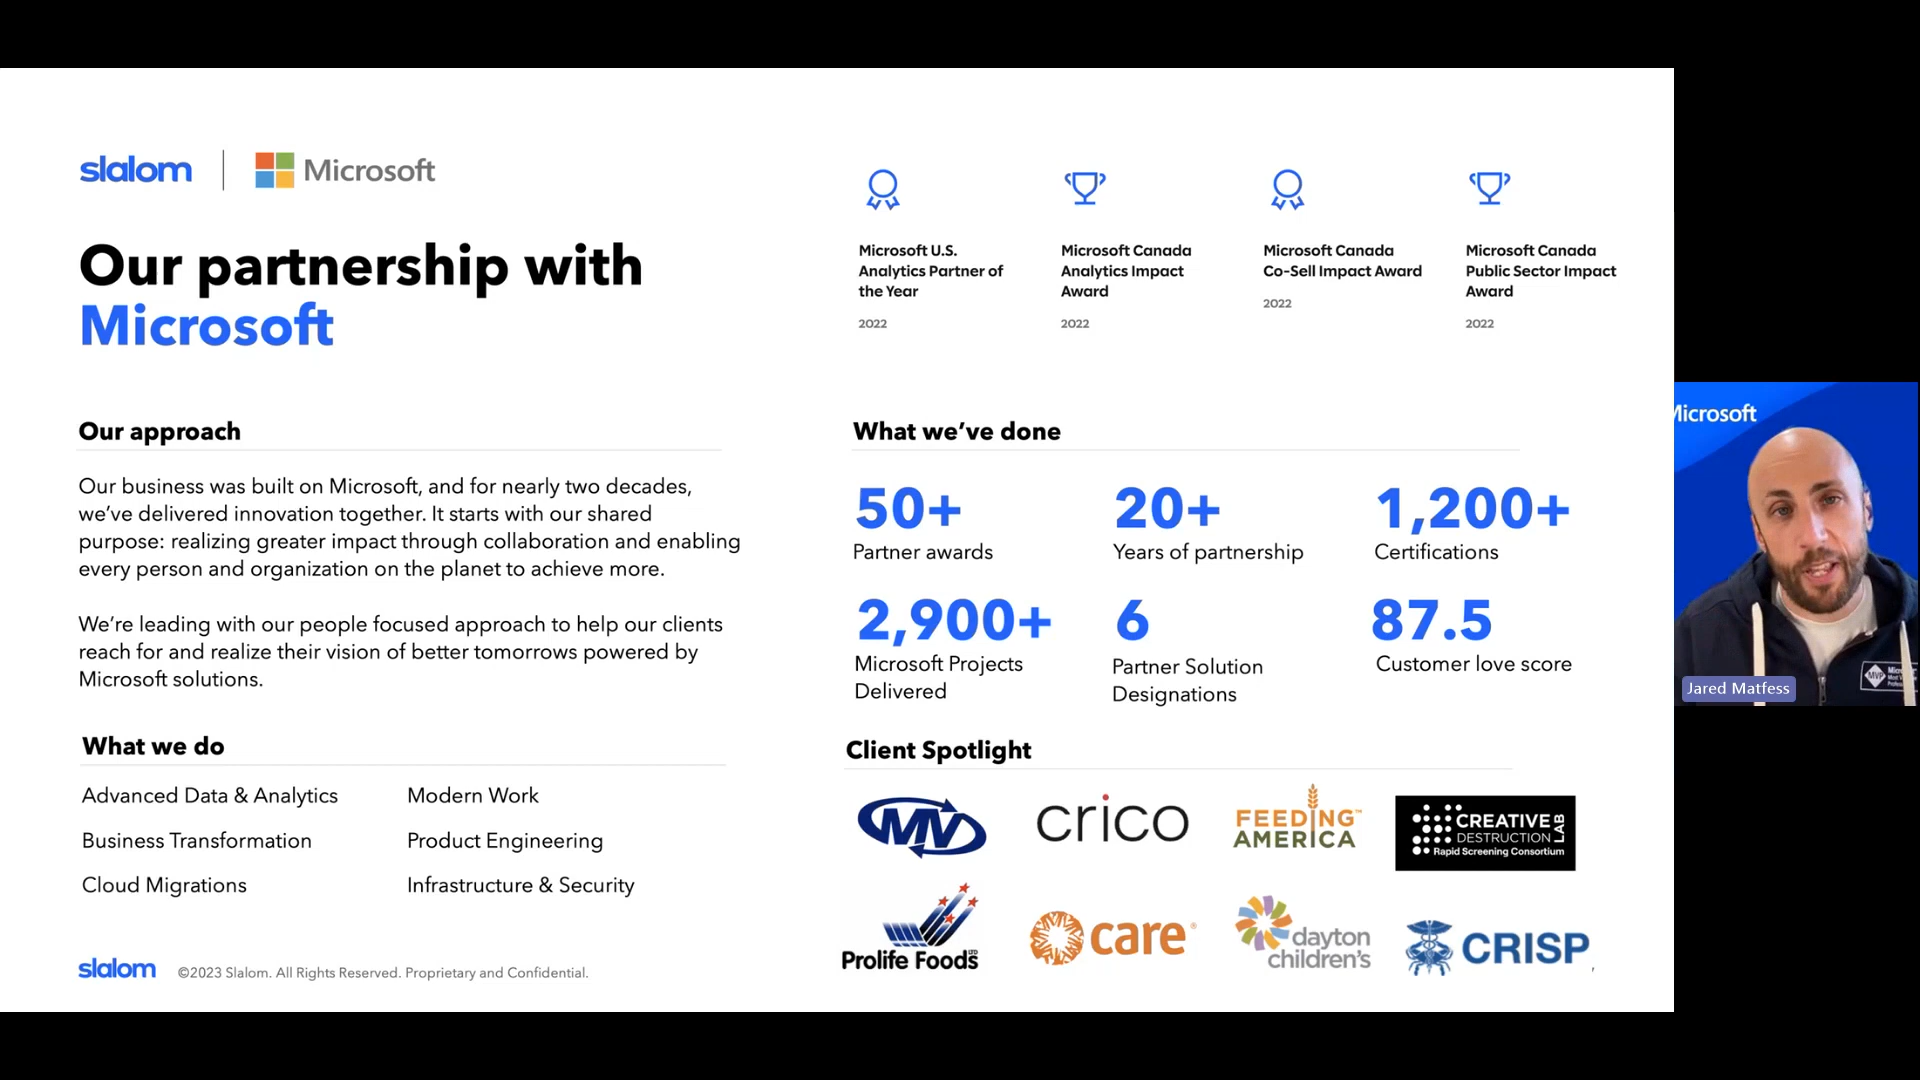 slalom
Microsoft
Our partnership with
Microsoft
Microsoft U.S.
Analytics Partner of
the Year
2022
Microsoft Canada
Analytics Impact
Award
2022
Microsoft Canada
Co-Sell Impact Award
2022
Microsoft Canada
Public Sector Impact
Award
2022
Our approach
Our business was built on Microsoft, and for nearly two decades,
we've delivered innovation together. It starts with our shared
purpose: realizing greater impact through collaboration and enabling
every person and organization on the planet to achieve more.
We're leading with our people focused approach to help our clients
reach for and realize their vision of better tomorrows powered by
Microsoft solutions.
What we do
Advanced Data & Analytics
Modern Work
Business Transformation
Product Engineering
Cloud Migrations
Infrastructure & Security
What we've done
50+
Partner awards
20+
Years of partnership
1,200+
Certifications
2,900+
Microsoft Projects
Delivered
6
Partner Solution
Designations
87.5
Customer love score
Client Spotlight
MV
crico
FEEDING™
AMERICA
CREATIVE
DESTRUCTION
LAB
Rapid Screening Consortium
Prolife Foods LTD
care®
dayton
children's
CRISP
,
slalom
©2023 Slalom. All Rights Reserved. Proprietary and Confidential.
Microsoft
MVP
Jared Matfess